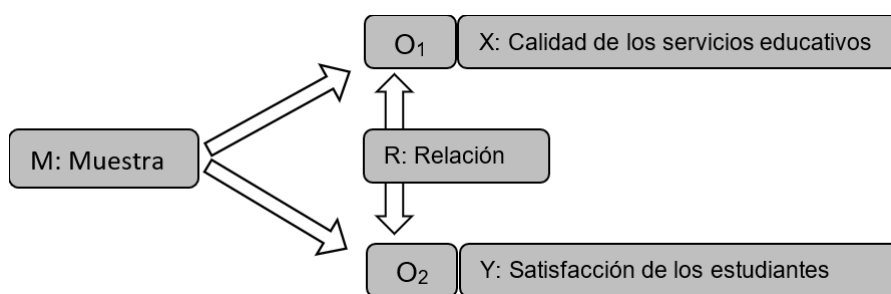 O₁
X: Calidad de los servicios educativos
M: Muestra
R: Relación
O₂
Y: Satisfacción de los estudiantes